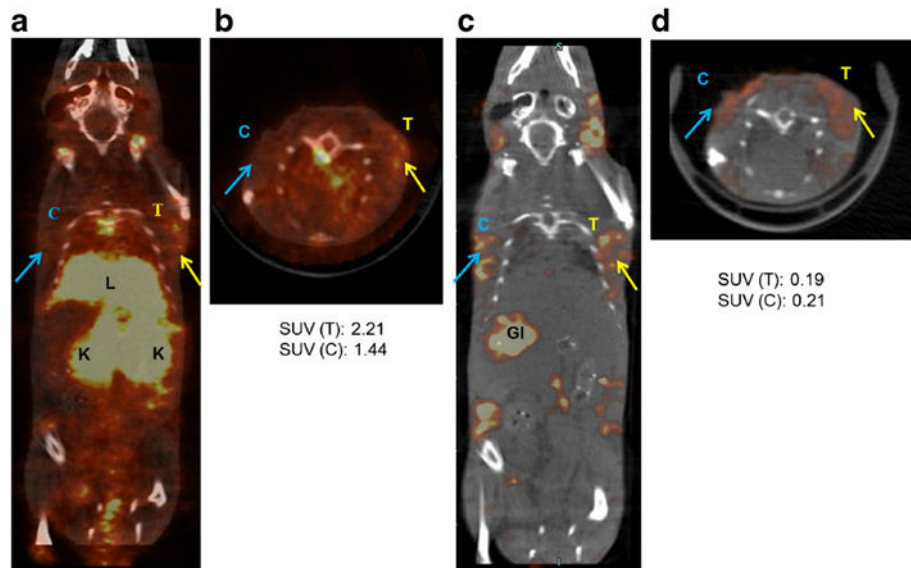 a
b
c
d
C
T
L
K
K
C
T
SUV (T): 2.21
SUV (C): 1.44
C
T
GI
C
T
SUV (T): 0.19
SUV (C): 0.21